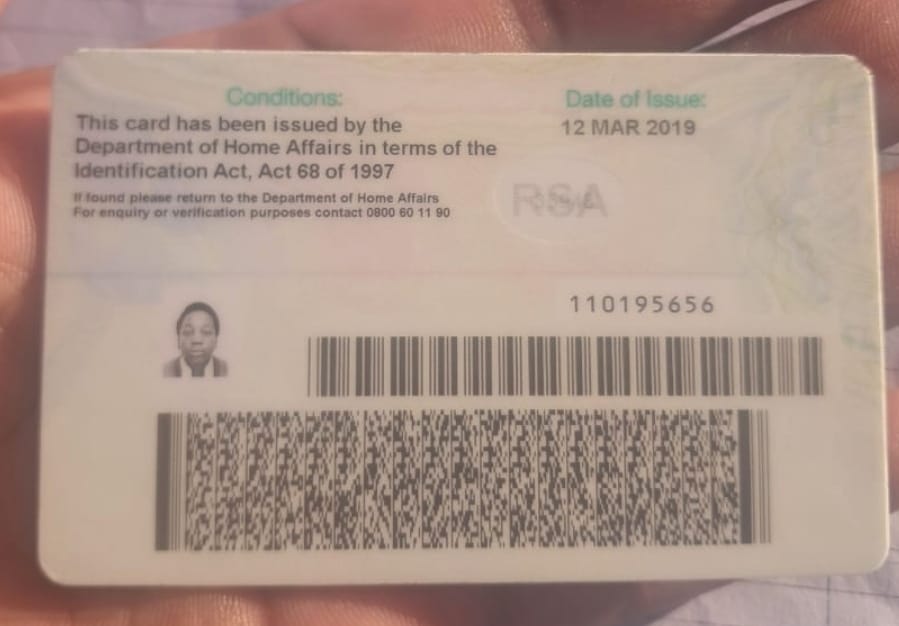 Conditions:
This card has been issued by the
Department of Home Affairs in terms of the
Identification Act, Act 68 of 1997
If found please return to the Department of Home Affairs
For enquiry or verification purposes contact 0800 60 11 90
Date of Issue:
12 MAR 2019
RSA
110195656